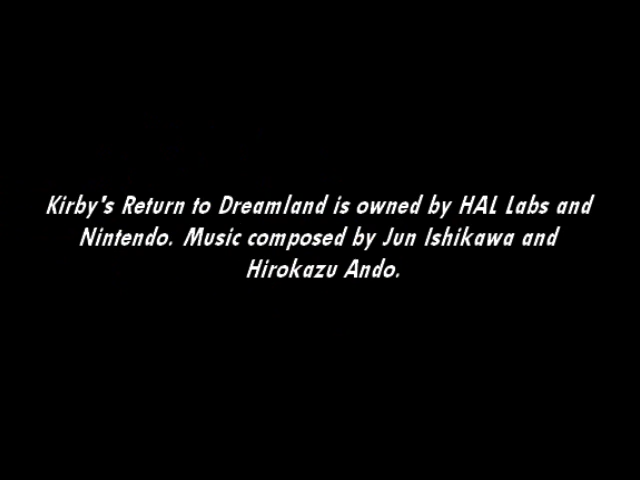 Kirby's Return to Dreamland is owned by HAL Labs and
Nintendo. Music composed by Jun Ishikawa and
Hirokazu Ando.